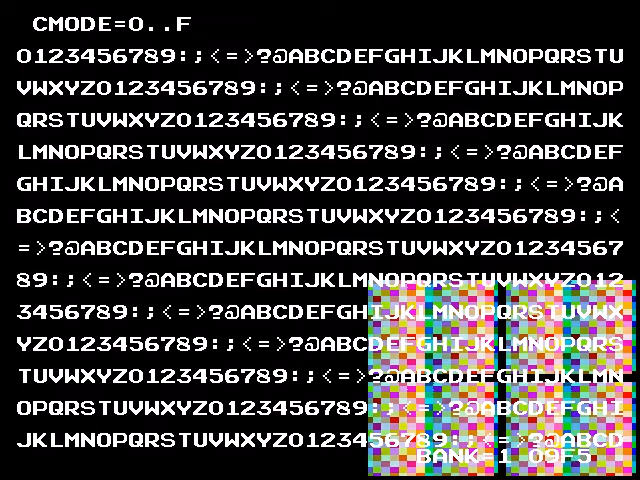 CMODE=0..F
0123456789:;<=>?@ABCDEFGHIJKLMNOPQRSTU
VWXYZ0123456789:;<=>?@ABCDEFGHIJKLMNOP
QRSTUVWXYZ0123456789:;<=>?@ABCDEFGHIJK
LMNOPQRSTUVWXYZ0123456789:;<=>?@ABCDEF
GHIJKLMNOPQRSTUVWXYZ0123456789:;<=>?@A
BCDEFGHIJKLMNOPQRSTUVWXYZ0123456789:;<
=>?@ABCDEFGHIJKLMNOPQRSTUVWXYZ01234567
89:;<=>?@ABCDEFGHIJKLMNOPQRSTUVWXYZ012
3456789:;<=>?@ABCDEFGHIJKLMNOPQRSTUVWX
YZ0123456789:;<=>?@ABCDEFGHIJKLMNOPQRS
TUVWXYZ0123456789:;<=>?@ABCDEFGHIJKLMN
OPQRSTUVWXYZ0123456789:;<=>?@ABCDEFGHI
JKLMNOPQRSTUVWXYZ0123456789:;<=>?@ABCD
BANK=1 09F5